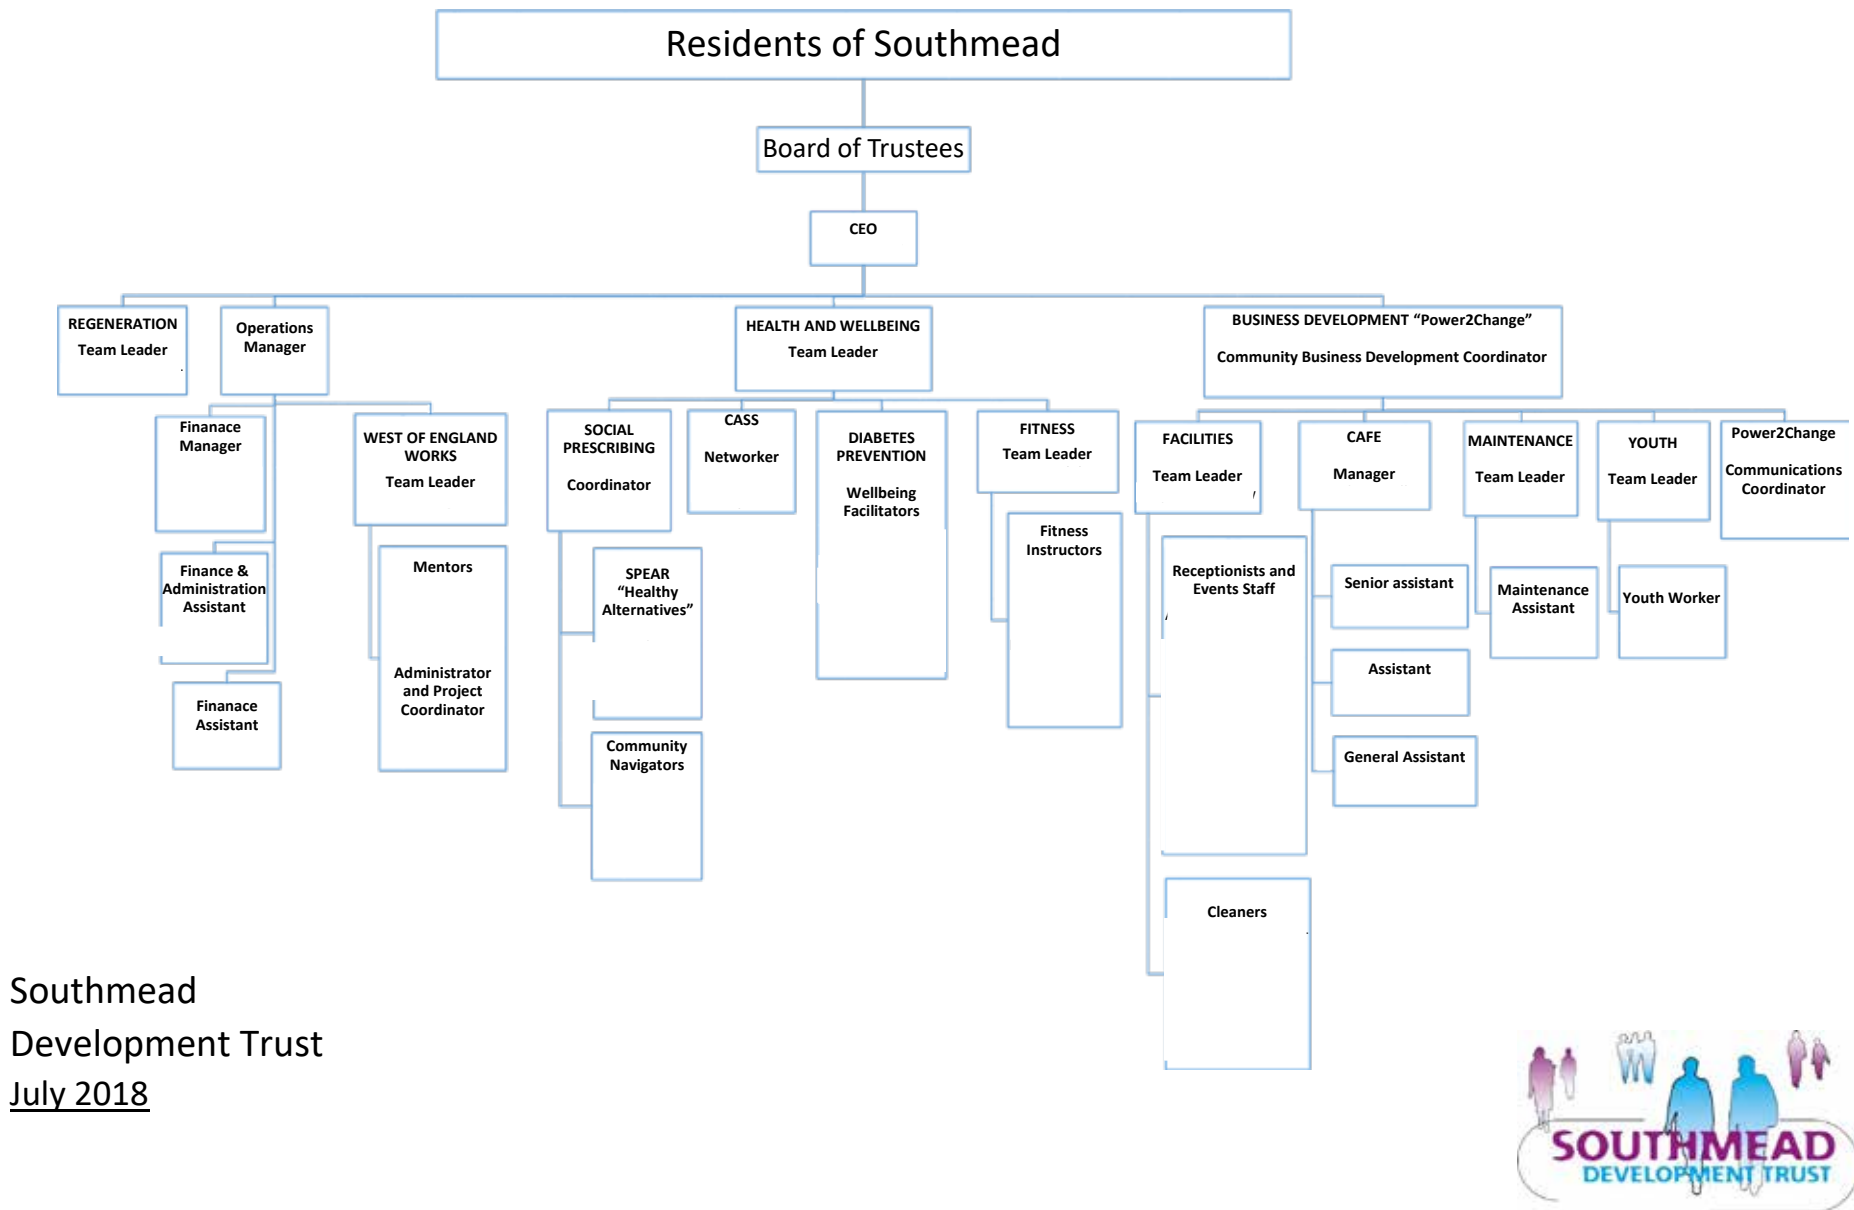 Residents of Southmead
Board of Trustees
CEO
REGENERATION
Team Leader
Operations
Manager
HEALTH AND WELLBEING
Team Leader
BUSINESS DEVELOPMENT “Power2Change”
Community Business Development Coordinator
Finanace
Manager
WEST OF ENGLAND
WORKS
Team Leader
SOCIAL
PRESCRIBING
Coordinator
CASS
Networker
DIABETES
PREVENTION
Wellbeing
Facilitators
FITNESS
Team Leader
FACILITIES
Team Leader
CAFE
Manager
MAINTENANCE
Team Leader
YOUTH
Team Leader
Power2Change
Communications
Coordinator
Finance &
Administration
Assistant
Mentors
Administrator
and Project
Coordinator
SPEAR
“Healthy
Alternatives”
Fitness
Instructors
Receptionists and
Events Staff
Senior assistant
Maintenance
Assistant
Youth Worker
Finanace
Assistant
Community
Navigators
Assistant
General Assistant
Cleaners
Southmead
Development Trust
July 2018
SOUTHMEAD
DEVELOPMENT TRUST